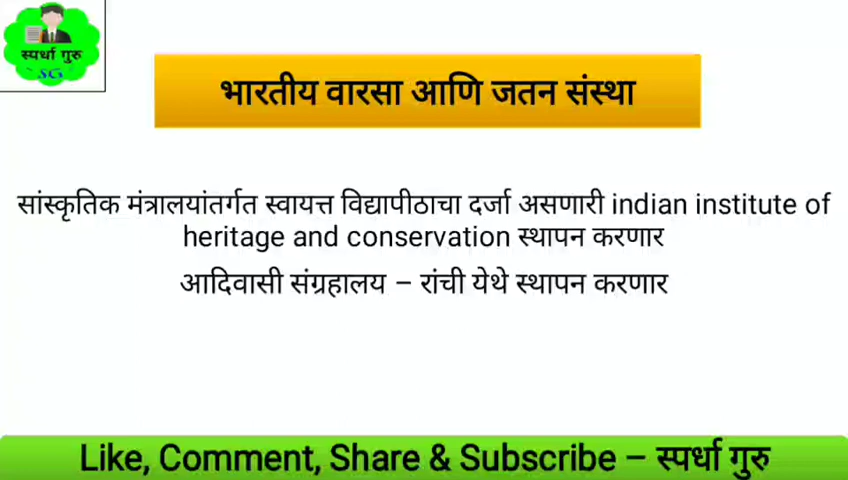 स्पर्धा गुरु
SG
भारतीय वारसा आणि जतन संस्था
सांस्कृतिक मंत्रालयांतर्गत स्वायत्त विद्यापीठाचा दर्जा असणारी indian institute of
heritage and conservation स्थापन करणार
आदिवासी संग्रहालय – रांची येथे स्थापन करणार
Like, Comment, Share & Subscribe – स्पर्धा गुरु